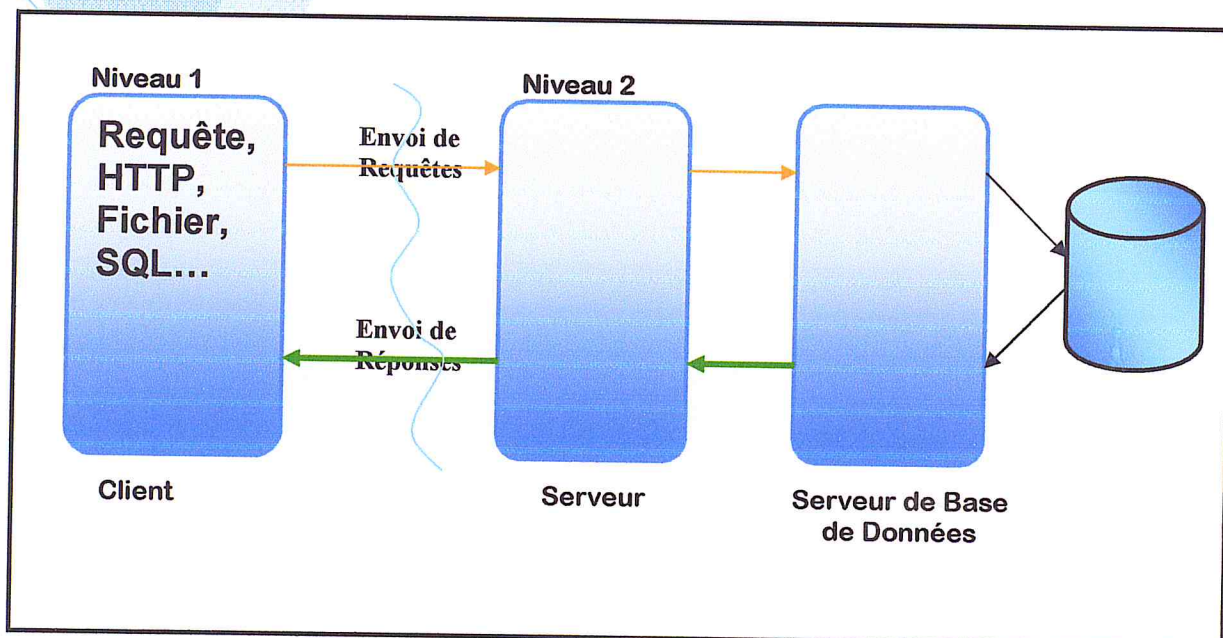 Niveau 1
Requête,
HTTP,
Fichier,
SQL...
Client
Envoi de
Requêtes
Envoi de
Réponses
Niveau 2
Serveur
Serveur de Base
de Données